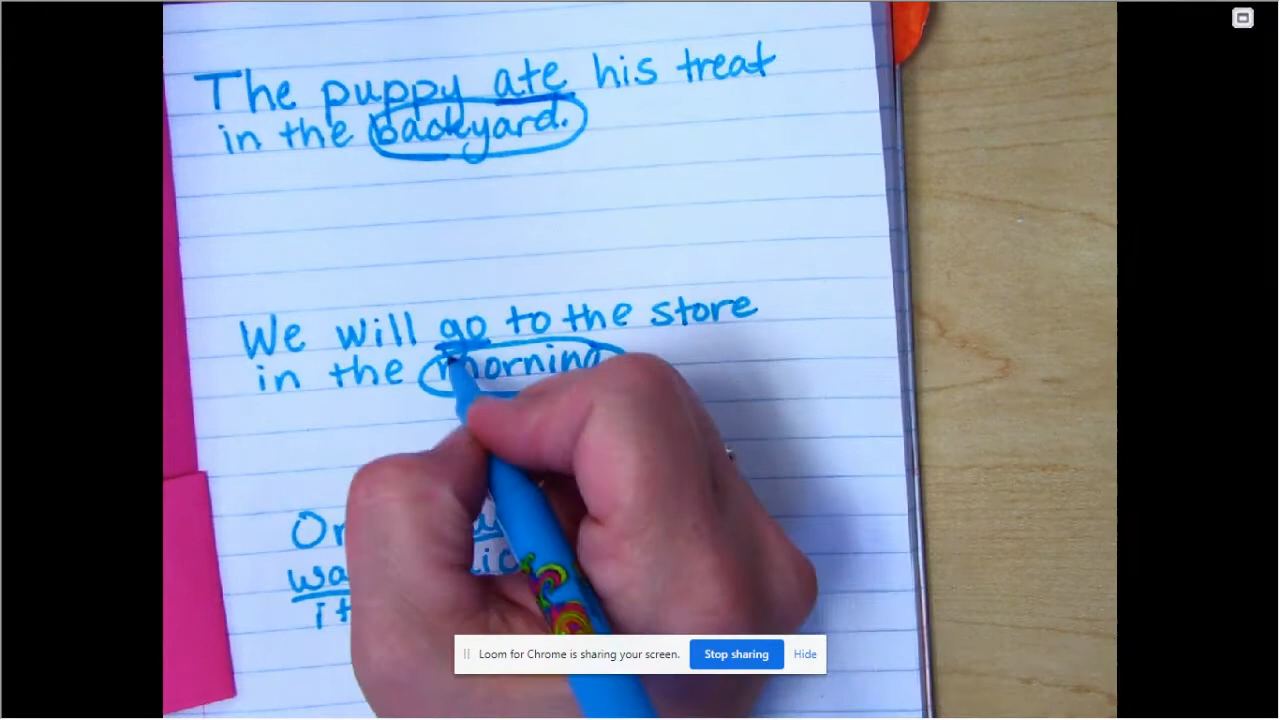 The puppy ate his treat
in the backyard.
We will go to the store
in the morning
Loom for Chrome is sharing your screen. Stop sharing Hide